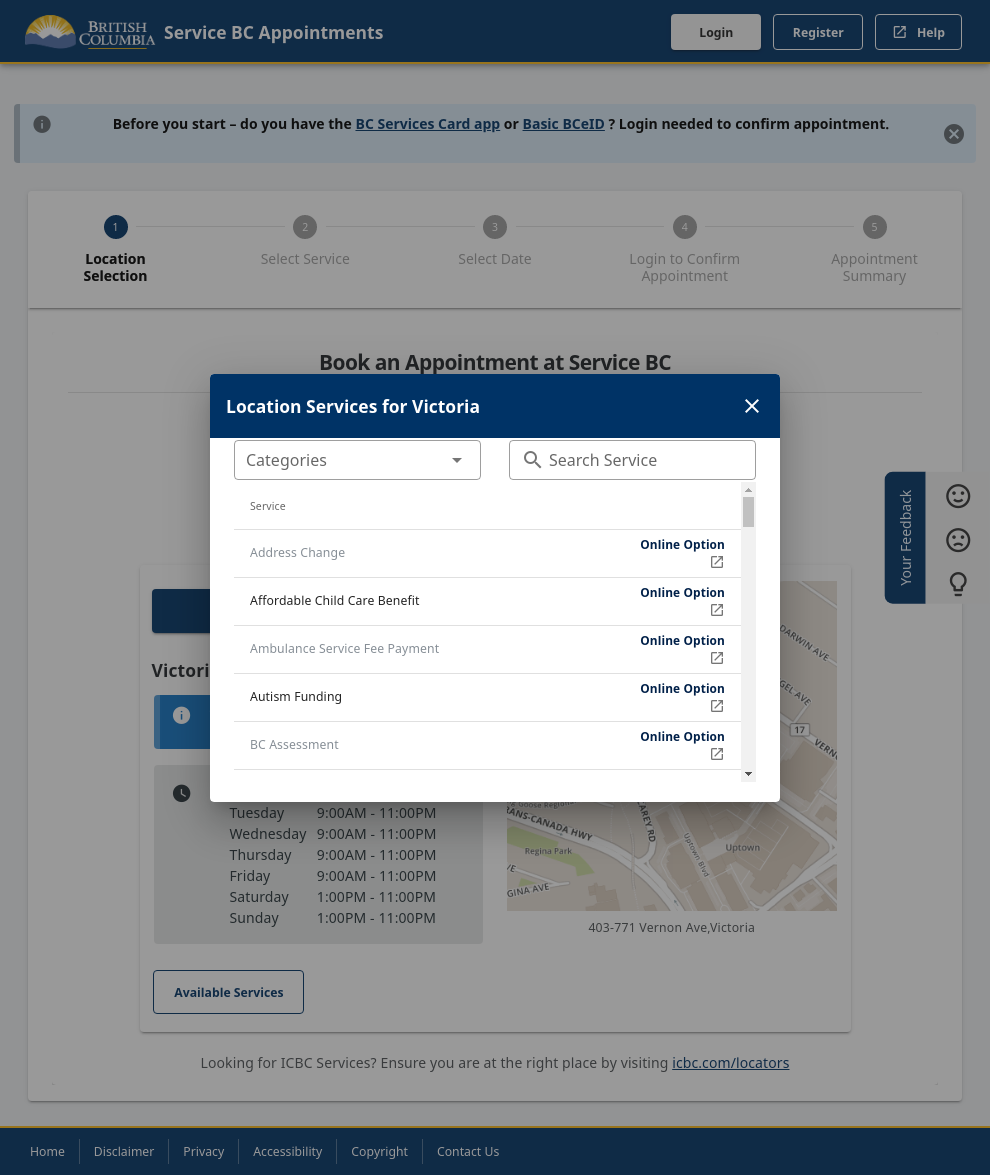 BRITISH
COLUMBIA
Service BC Appointments
Login
Register
Help
Before you start – do you have the BC Services Card app or Basic BCeID ? Login needed to confirm appointment.
1
Location
Selection
2
Select Service
3
Select Date
4
Login to Confirm
Appointment
5
Appointment
Summary
Book an Appointment at Service BC
Location Services for Victoria
Categories
Search Service
Service
Address Change
Online Option
Affordable Child Care Benefit
Online Option
Ambulance Service Fee Payment
Online Option
Autism Funding
Online Option
BC Assessment
Online Option
Your Feedback
Victori
Tuesday 9:00AM - 11:00PM
Wednesday 9:00AM - 11:00PM
Thursday 9:00AM - 11:00PM
Friday 9:00AM - 11:00PM
Saturday 1:00PM - 11:00PM
Sunday 1:00PM - 11:00PM
DARWIN AVE
GEL AVE
17
VERN
Goose Region
ANS-CANADA HWY
CAREY RD
Regina Park
Uptown Blvd
Uptown
GINA AVE
403-771 Vernon Ave,Victoria
Available Services
Looking for ICBC Services? Ensure you are at the right place by visiting icbc.com/locators
Home
Disclaimer
Privacy
Accessibility
Copyright
Contact Us